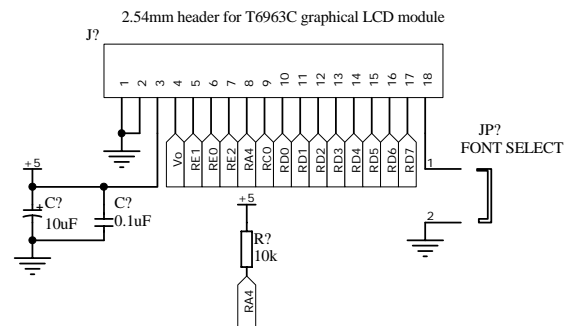 2.54mm header for T6963C graphical LCD module
J?
1 2 3 4 5 6 7 8 9 10 11 12 13 14 15 16 17 18
Vo RE1 RE0 RE2 RA4 RC0 RD0 RD1 RD2 RD3 RD4 RD5 RD6 RD7
JP?
FONT SELECT
1
2
+5
C?
10uF
C?
0.1uF
+5
R?
10k
RA4